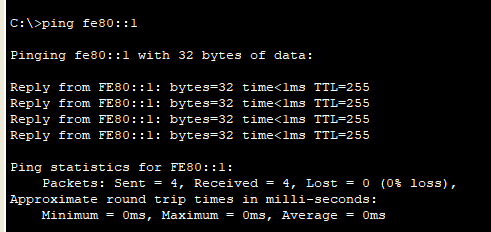 C:\>ping fe80::1
Pinging fe80::1 with 32 bytes of data:
Reply from FE80::1: bytes=32 time<1ms TTL=255
Reply from FE80::1: bytes=32 time<1ms TTL=255
Reply from FE80::1: bytes=32 time<1ms TTL=255
Reply from FE80::1: bytes=32 time<1ms TTL=255
Ping statistics for FE80::1:
Packets: Sent = 4, Received = 4, Lost = 0 (0% loss),
Approximate round trip times in milli-seconds:
Minimum = 0ms, Maximum = 0ms, Average = 0ms